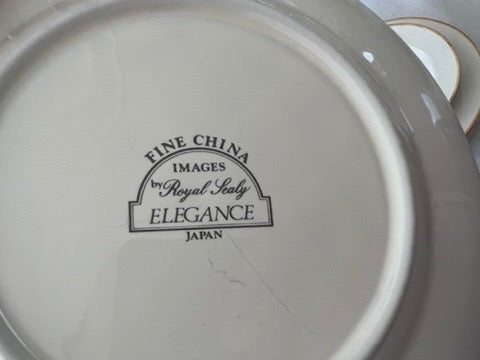 FINE CHINA
IMAGES
by Royal Sealy
ELEGANCE
JAPAN